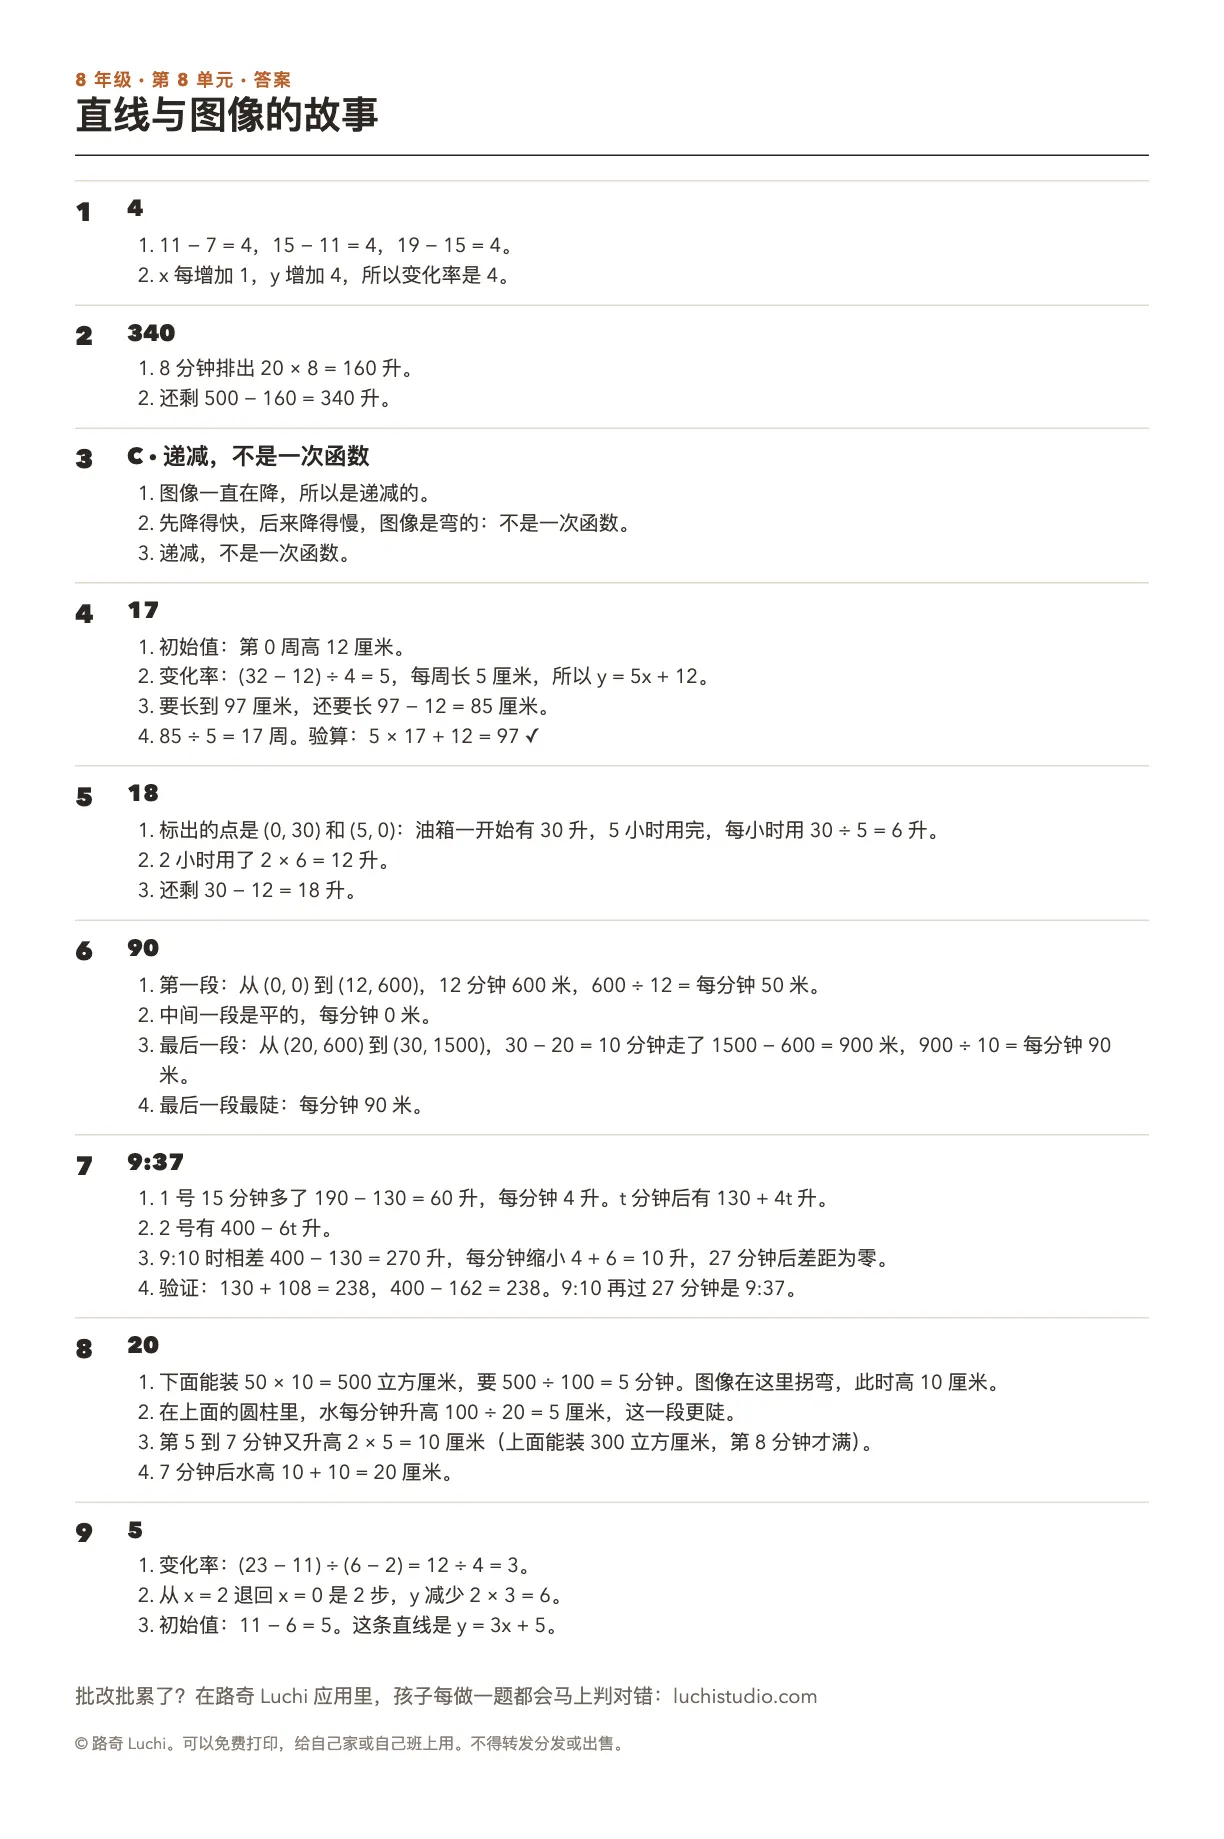 8 年级 · 第 8 单元 · 答案
直线与图像的故事
1
4
1. 11 − 7 = 4，15 − 11 = 4，19 − 15 = 4。
2. x 每增加 1，y 增加 4，所以变化率是 4。
2
340
1. 8 分钟排出 20 × 8 = 160 升。
2. 还剩 500 − 160 = 340 升。
3
C · 递减，不是一次函数
1. 图像一直在降，所以是递减的。
2. 先降得快，后来降得慢，图像是弯的：不是一次函数。
3. 递减，不是一次函数。
4
17
1. 初始值：第 0 周高 12 厘米。
2. 变化率：(32 − 12) ÷ 4 = 5，每周长 5 厘米，所以 y = 5x + 12。
3. 要长到 97 厘米，还要长 97 − 12 = 85 厘米。
4. 85 ÷ 5 = 17 周。验算：5 × 17 + 12 = 97 ✓
5
18
1. 标出的点是 (0, 30) 和 (5, 0)：油箱一开始有 30 升，5 小时用完，每小时用 30 ÷ 5 = 6 升。
2. 2 小时用了 2 × 6 = 12 升。
3. 还剩 30 − 12 = 18 升。
6
90
1. 第一段：从 (0, 0) 到 (12, 600)，12 分钟 600 米，600 ÷ 12 = 每分钟 50 米。
2. 中间一段是平的，每分钟 0 米。
3. 最后一段：从 (20, 600) 到 (30, 1500)，30 − 20 = 10 分钟走了 1500 − 600 = 900 米，900 ÷ 10 = 每分钟 90
米。
4. 最后一段最陡：每分钟 90 米。
7
9:37
1. 1 号 15 分钟多了 190 − 130 = 60 升，每分钟 4 升。t 分钟后有 130 + 4t 升。
2. 2 号有 400 − 6t 升。
3. 9:10 时相差 400 − 130 = 270 升，每分钟缩小 4 + 6 = 10 升，27 分钟后差距为零。
4. 验证：130 + 108 = 238，400 − 162 = 238。9:10 再过 27 分钟是 9:37。
8
20
1. 下面能装 50 × 10 = 500 立方厘米，要 500 ÷ 100 = 5 分钟。图像在这里拐弯，此时高 10 厘米。
2. 在上面的圆柱里，水每分钟升高 100 ÷ 20 = 5 厘米，这一段更陡。
3. 第 5 到 7 分钟又升高 2 × 5 = 10 厘米（上面能装 300 立方厘米，第 8 分钟才满）。
4. 7 分钟后水高 10 + 10 = 20 厘米。
9
5
1. 变化率：(23 − 11) ÷ (6 − 2) = 12 ÷ 4 = 3。
2. 从 x = 2 退回 x = 0 是 2 步，y 减少 2 × 3 = 6。
3. 初始值：11 − 6 = 5。这条直线是 y = 3x + 5。
批改批累了？在路奇 Luchi 应用里，孩子每做一题都会马上判对错：luchistudio.com
© 路奇 Luchi。可以免费打印，给自己家或自己班上用。不得转发分发或出售。